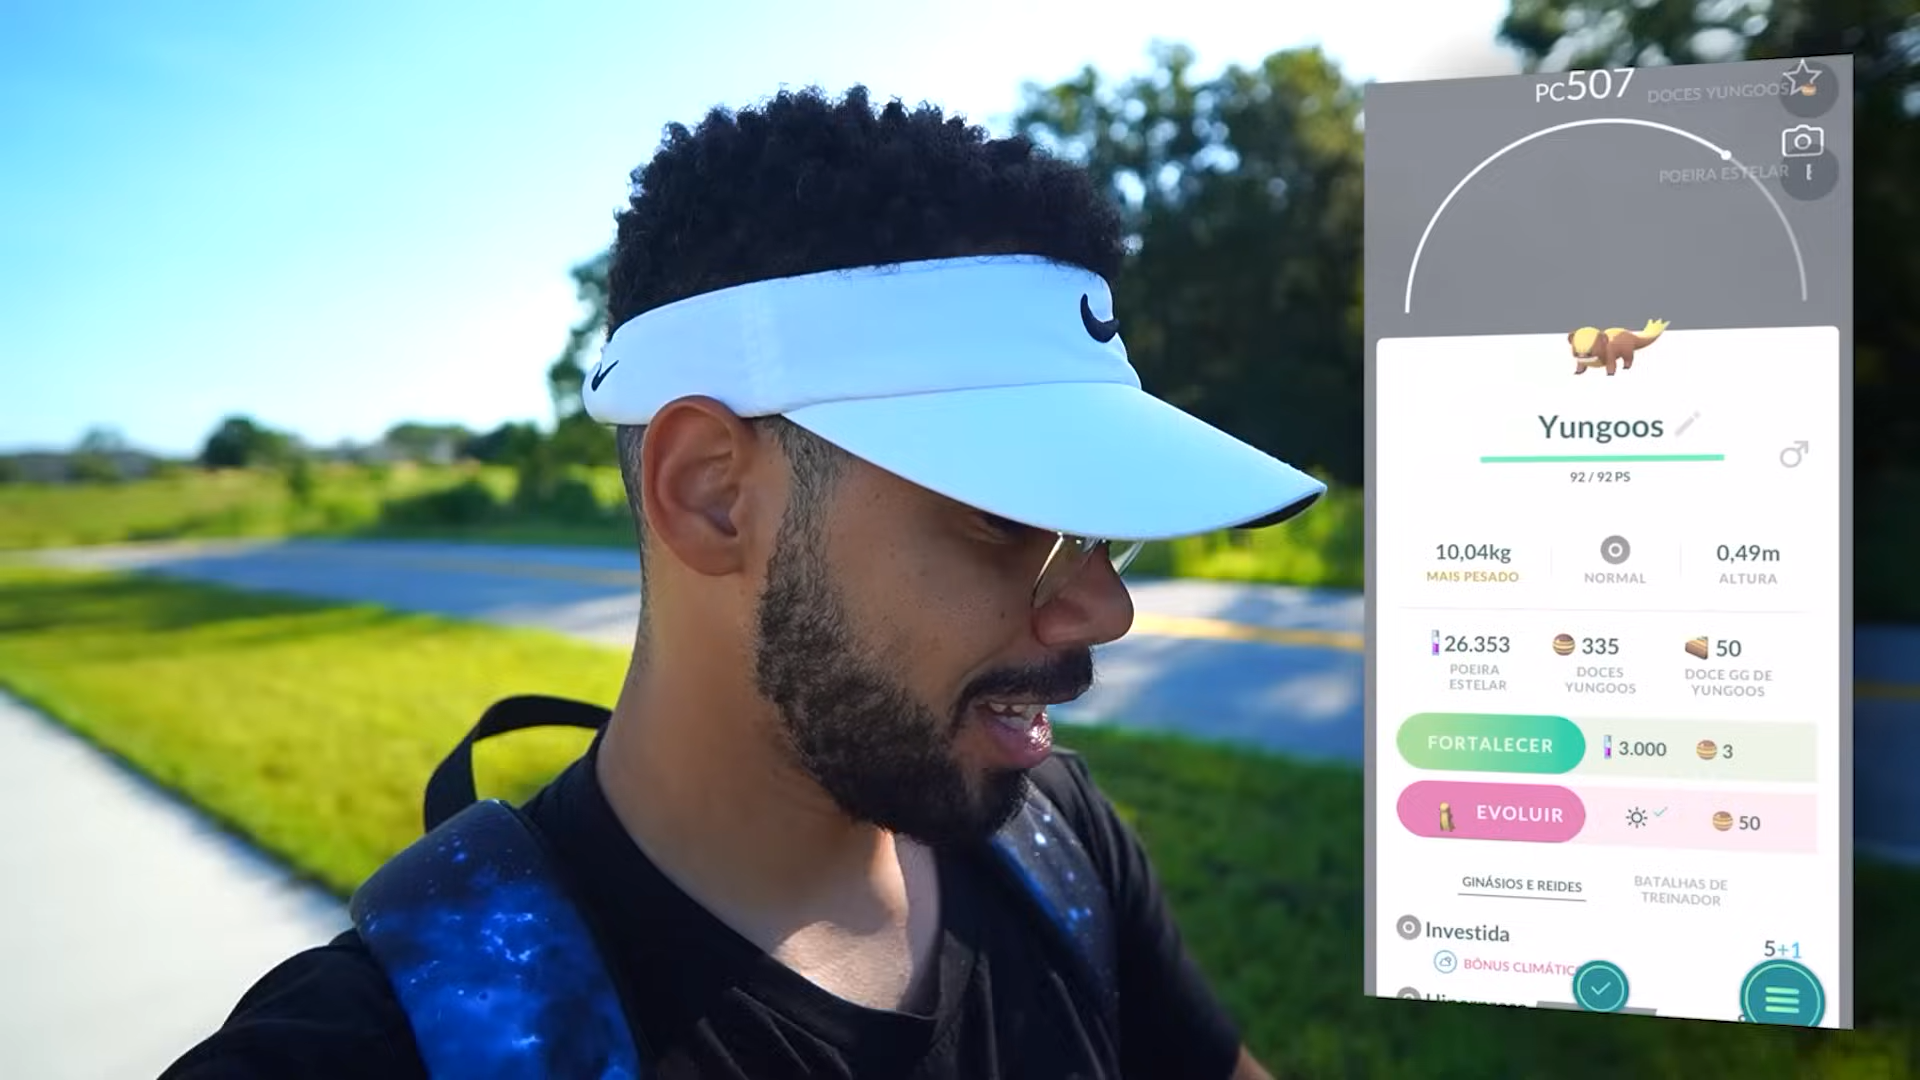 PC507
DOCES YUNGOOS
POEIRA ESTELAR
Yungoos
92 / 92 PS
10,04kg
MAIS PESADO
NORMAL
0,49m
ALTURA
26.353
POEIRA
ESTELAR
335
DOCES
YUNGOOS
50
DOCE GG DE
YUNGOOS
FORTALECER
3.000
3
EVOLUIR
50
GINÁSIOS E REIDES
BATALHAS DE
TREINADOR
Investida
5+1
BÔNUS CLIMÁTIC